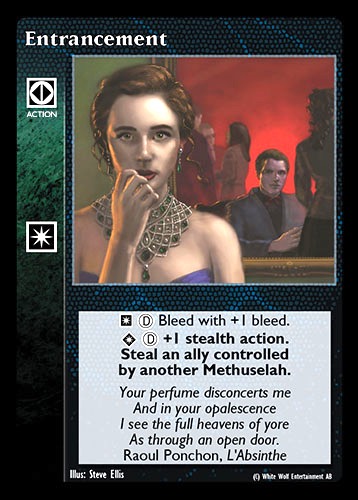 Entrancement
ACTION
Ⓓ Bleed with +1 bleed.
Ⓓ +1 stealth action.
Steal an ally controlled
by another Methuselah.
Your perfume disconcerts me
And in your opalescence
I see the full heavens of yore
As through an open door.
Raoul Ponchon, L'Absinthe
Illus: Steve Ellis
(C) White Wolf Entertainment AB